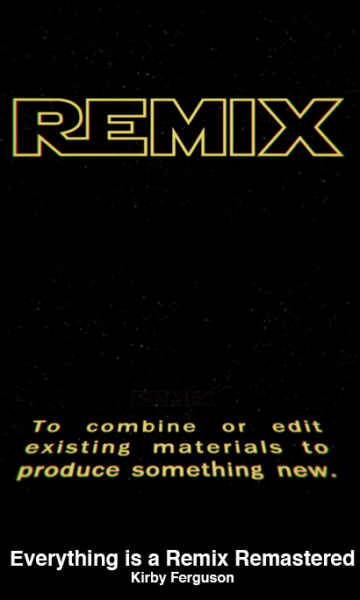 REMIX
REMIX
To combine or edit
existing materials to
produce something new.
Everything is a Remix Remastered
Kirby Ferguson